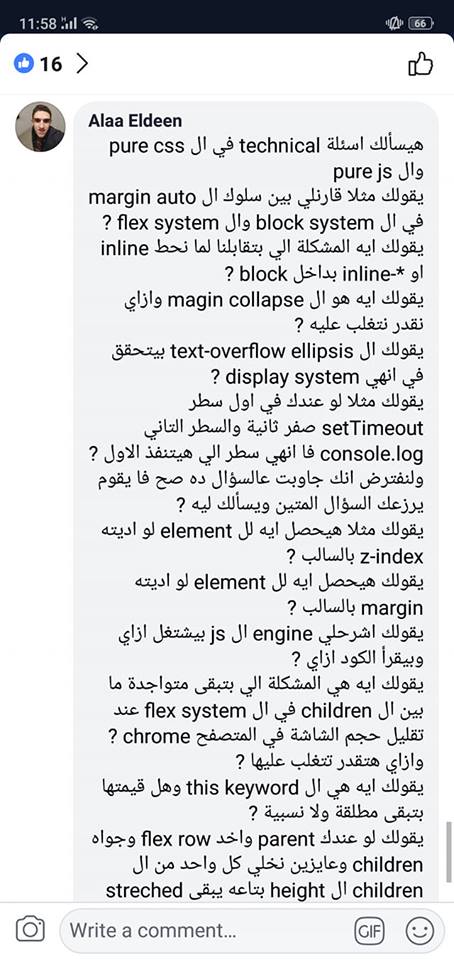 11:58
66
16
Alaa Eldeen
هيسألك اسئلة technical في ال pure css
وال pure js
يقولك مثلا قارنلي بين سلوك ال margin auto
في ال block system وال flex system ?
يقولك ايه المشكلة الي بتقابلنا لما نحط inline
او *-inline بداخل block ?
يقولك ايه هو ال magin collapse وازاي
نقدر نتغلب عليه ?
يقولك ال text-overflow ellipsis بيتحقق
في انهي display system ?
يقولك مثلا لو عندك في اول سطر
setTimeout صفر ثانية والسطر التاني
console.log فا انهي سطر الي هيتنفذ الاول ?
ولنفترض انك جاوبت عالسؤال ده صح فا يقوم
يرزعك السؤال المتين ويسألك ليه ?
يقولك مثلا هيحصل ايه لل element لو اديته
z-index بالسالب ?
يقولك هيحصل ايه لل element لو اديته
margin بالسالب ?
يقولك اشرحلي engine ال js بيشتغل ازاي
وبيقرأ الكود ازاي ?
يقولك ايه هي المشكلة الي بتبقى متواجدة ما
بين ال children في ال flex system عند
تقليل حجم الشاشة في المتصفح chrome ?
وازاي هتقدر تتغلب عليها ?
يقولك ايه هي ال this keyword وهل قيمتها
بتبقى مطلقة ولا نسبية ?
يقولك لو عندك parent واخد flex row وجواه
children وعايزين نخلي كل واحد من ال
children ال height بتاعه يبقى streched
Write a comment...
GIF